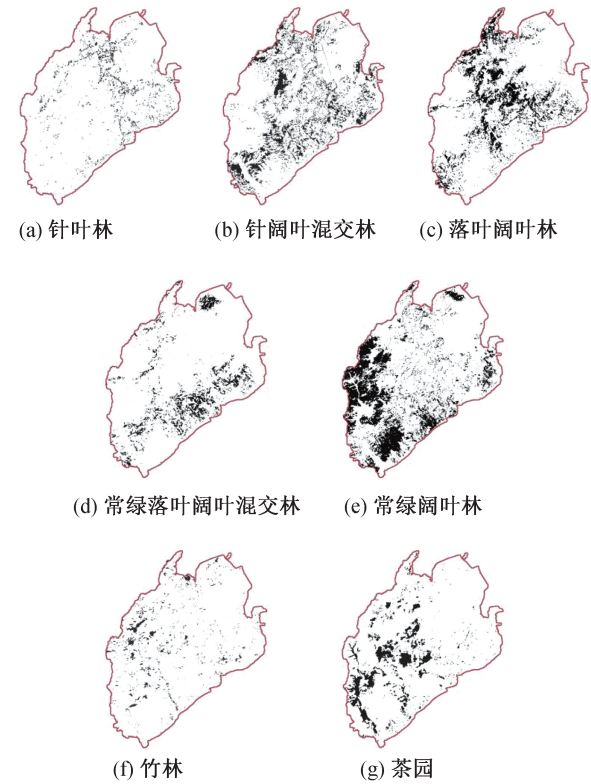 (a) 针叶林
(b) 针阔叶混交林
(c) 落叶阔叶林
(d) 常绿落叶阔叶混交林
(e) 常绿阔叶林
(f) 竹林
(g) 茶园